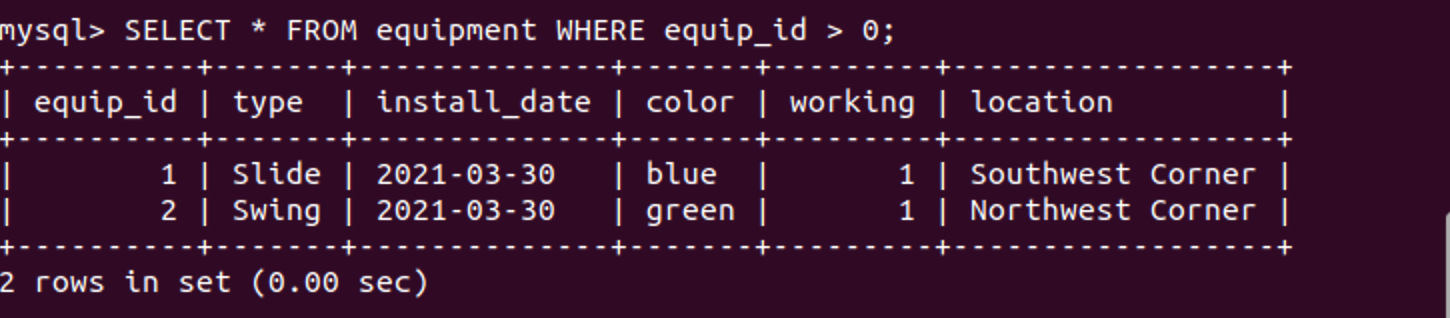 mysql> SELECT * FROM equipment WHERE equip_id > 0;
+----------+-------+--------------+-------+---------+------------------+
| equip_id | type  | install_date | color | working | location         |
+----------+-------+--------------+-------+---------+------------------+
|        1 | Slide | 2021-03-30   | blue  |       1 | Southwest Corner |
|        2 | Swing | 2021-03-30   | green |       1 | Northwest Corner |
+----------+-------+--------------+-------+---------+------------------+
2 rows in set (0.00 sec)